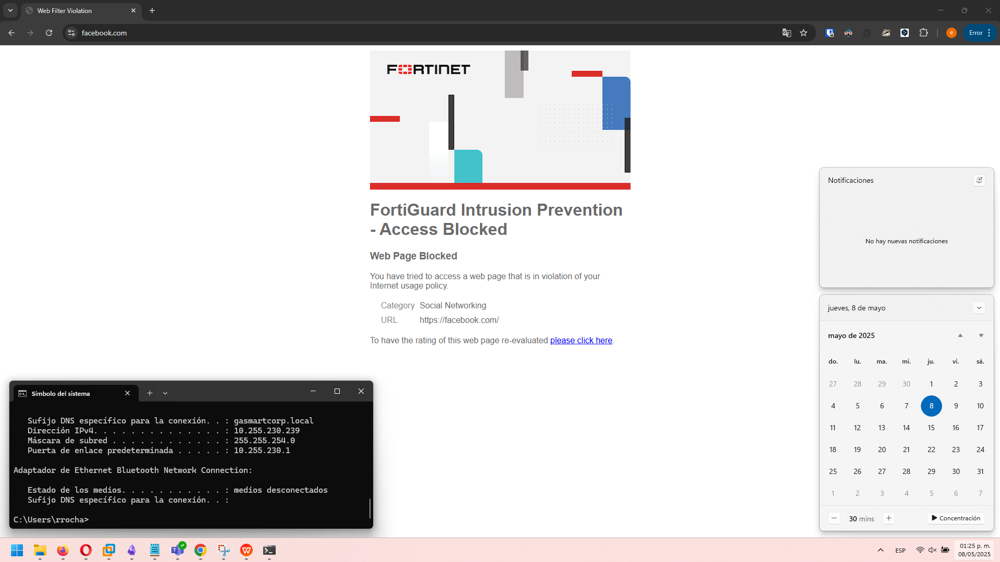 Web Filter Violation
facebook.com
e
Error
FORTINET
FortiGuard Intrusion Prevention
- Access Blocked
Web Page Blocked
You have tried to access a web page that is in violation of your
Internet usage policy.
Category Social Networking
URL https://facebook.com/
To have the rating of this web page re-evaluated please click here.
Notificaciones
No hay nuevas notificaciones
jueves, 8 de mayo
mayo de 2025
do. lu. ma. mi. ju. vi. sá.
27 28 29 30 1 2 3
4 5 6 7 8 9 10
11 12 13 14 15 16 17
18 19 20 21 22 23 24
25 26 27 28 29 30 31
1 2 3 4 5 6 7
30 mins
Concentración
Símbolo del sistema
Sufijo DNS específico para la conexión. . : gasmartcorp.local
Dirección IPv4. . . . . . . . . . . . . . : 10.255.230.239
Máscara de subred . . . . . . . . . . . . : 255.255.254.0
Puerta de enlace predeterminada . . . . . : 10.255.230.1
Adaptador de Ethernet Bluetooth Network Connection:
Estado de los medios. . . . . . . . . . . : medios desconectados
Sufijo DNS específico para la conexión. . :
C:\Users\rrocha>
ESP
01:25 p. m.
08/05/2025